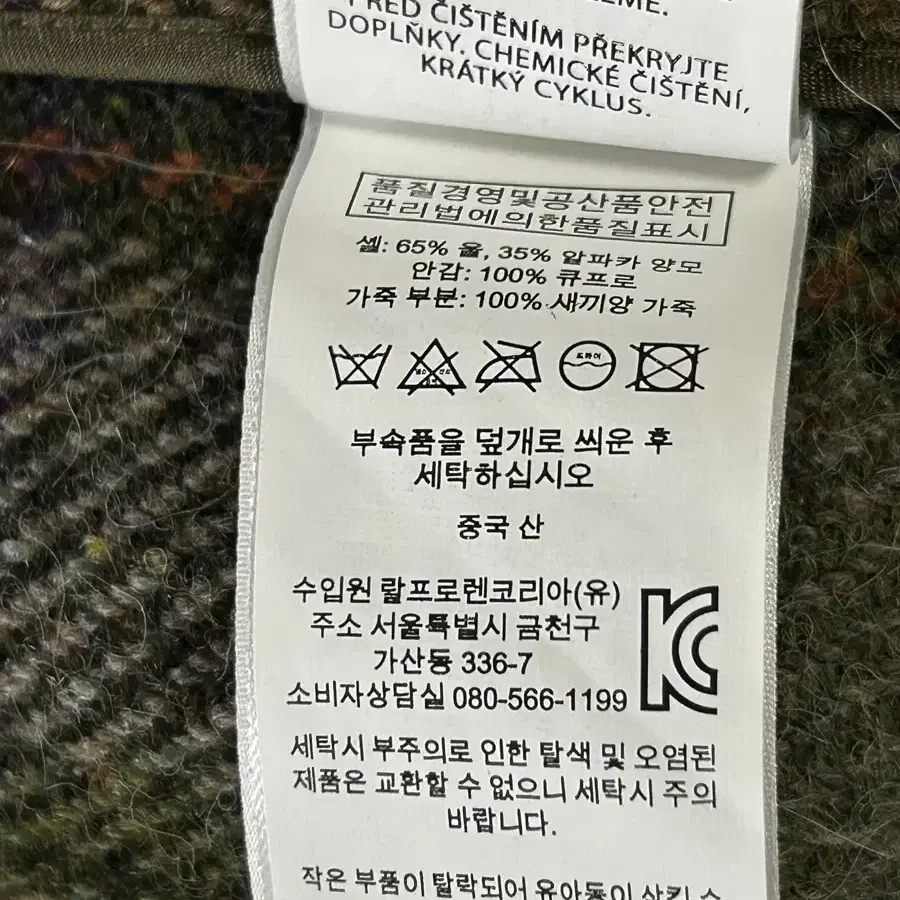 PŘED ČIŠTĚNÍM PŘEKRYJTE
DOPLŇKY. CHEMICKÉ ČIŠTĚNÍ,
KRÁTKÝ CYKLUS.
품질경영및공산품안전
관리법에의한품질표시
셸: 65% 울, 35% 알파카 양모
안감: 100% 큐프로
가죽 부분: 100% 새끼양 가죽
드라이
부속품을 덮개로 씌운 후
세탁하십시오
중국 산
수입원 랄프로렌코리아(유)
주소 서울특별시 금천구
가산동 336-7
소비자상담실 080-566-1199
KC
세탁시 부주의로 인한 탈색 및 오염된
제품은 교환할 수 없으니 세탁시 주의
바랍니다.
작은 부품이 탈락되어 유아동이 삼킬 수